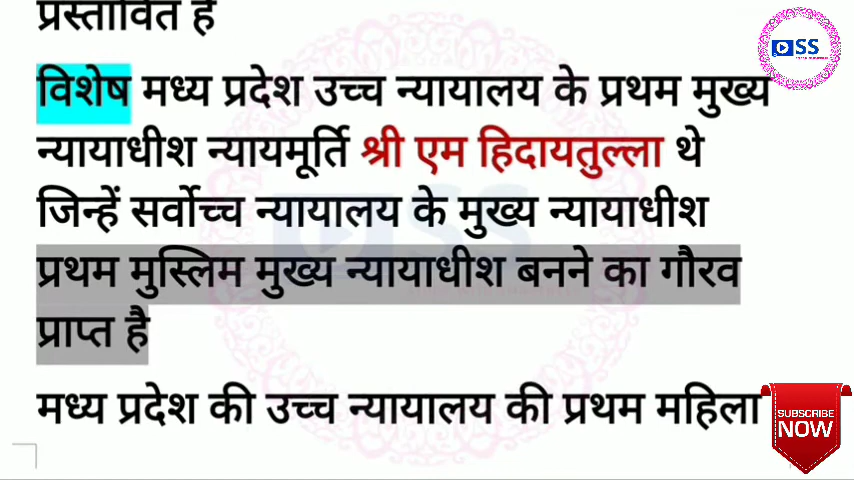 प्रस्तावित है
SS
विशेष मध्य प्रदेश उच्च न्यायालय के प्रथम मुख्य
न्यायाधीश न्यायमूर्ति श्री एम हिदायतुल्ला थे
जिन्हें सर्वोच्च न्यायालय के मुख्य न्यायाधीश
प्रथम मुस्लिम मुख्य न्यायाधीश बनने का गौरव
प्राप्त है
मध्य प्रदेश की उच्च न्यायालय की प्रथम महिला
SUBSCRIBE
NOW